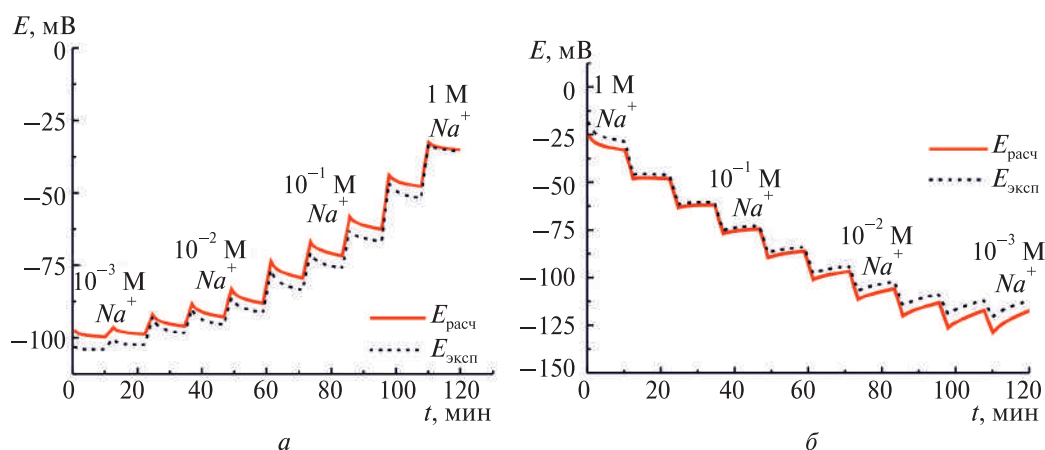 E, мВ
0
−25
−50
−75
−100
1 М
Na⁺
10⁻¹ М
Na⁺
10⁻² М
Na⁺
10⁻³ М
Na⁺
Eрасч
Eэксп
0 20 40 60 80 100 120
t, мин
а
E, мВ
0
−25
−50
−75
−100
−125
−150
1 М
Na⁺
10⁻¹ М
Na⁺
10⁻² М
Na⁺
10⁻³ М
Na⁺
Eрасч
Eэксп
0 20 40 60 80 100 120
t, мин
б